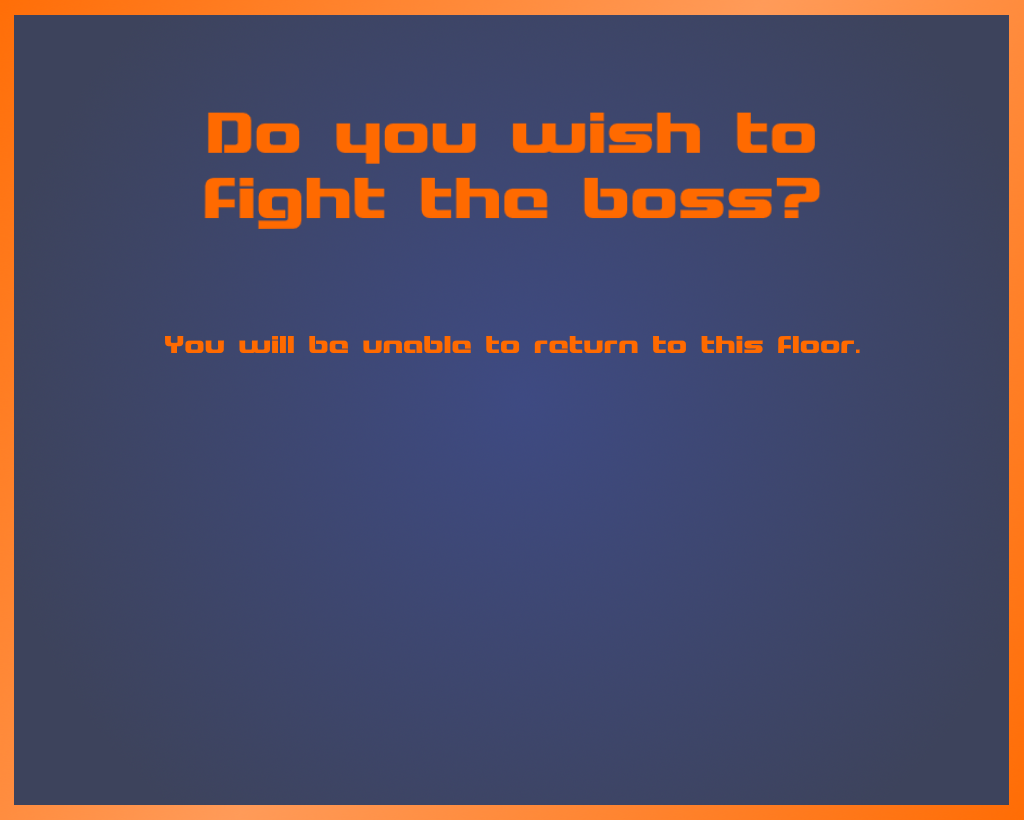 Do you wish to
fight the boss?
You will be unable to return to this floor.